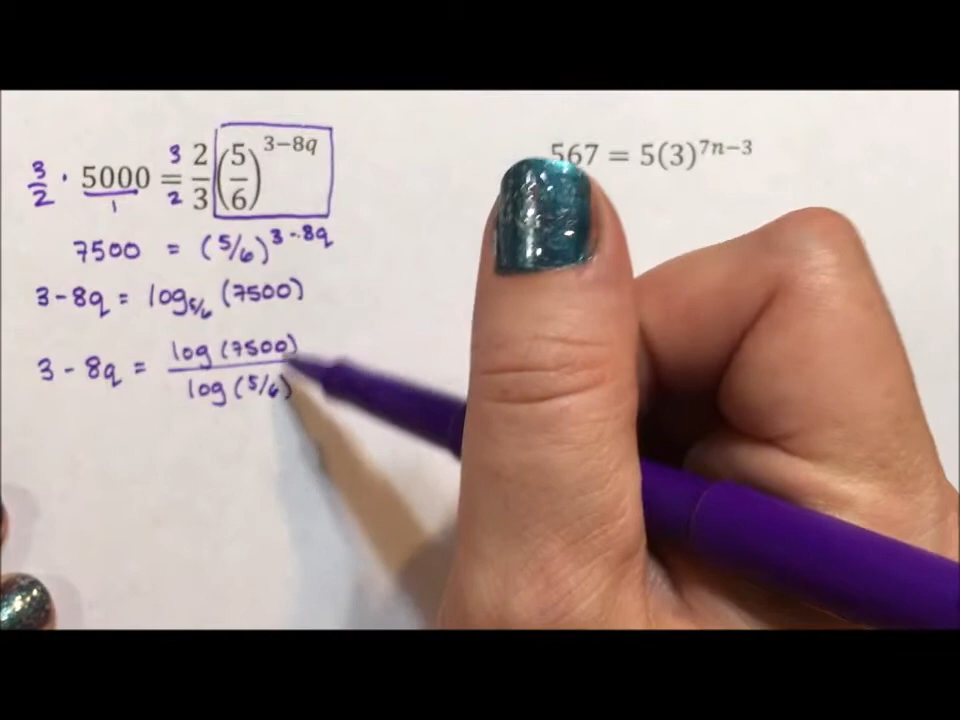 3/2 · 5000/1 = 3/2 2/3 (5/6)^3−8q
7500 = (5/6)^3-8q
3-8q = log_5/6 (7500)
3-8q = log(7500)/log(5/6)
567 = 5(3)^7n−3